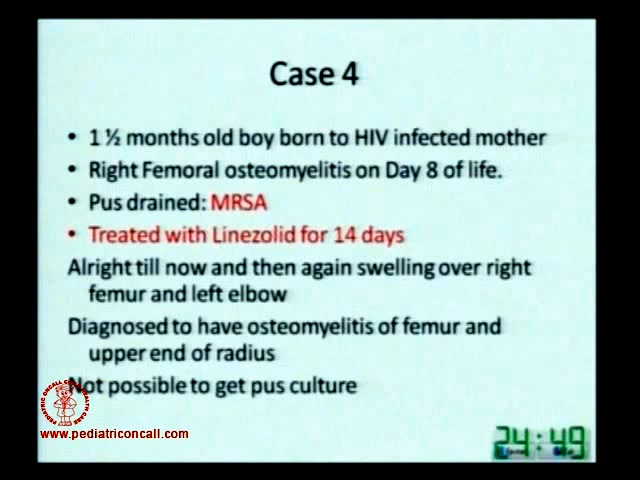 Case 4
• 1 ½ months old boy born to HIV infected mother
• Right Femoral osteomyelitis on Day 8 of life.
• Pus drained: MRSA
• Treated with Linezolid for 14 days
Alright till now and then again swelling over right
femur and left elbow
Diagnosed to have osteomyelitis of femur and
upper end of radius
Not possible to get pus culture
www.pediatriconcall.com
24:49